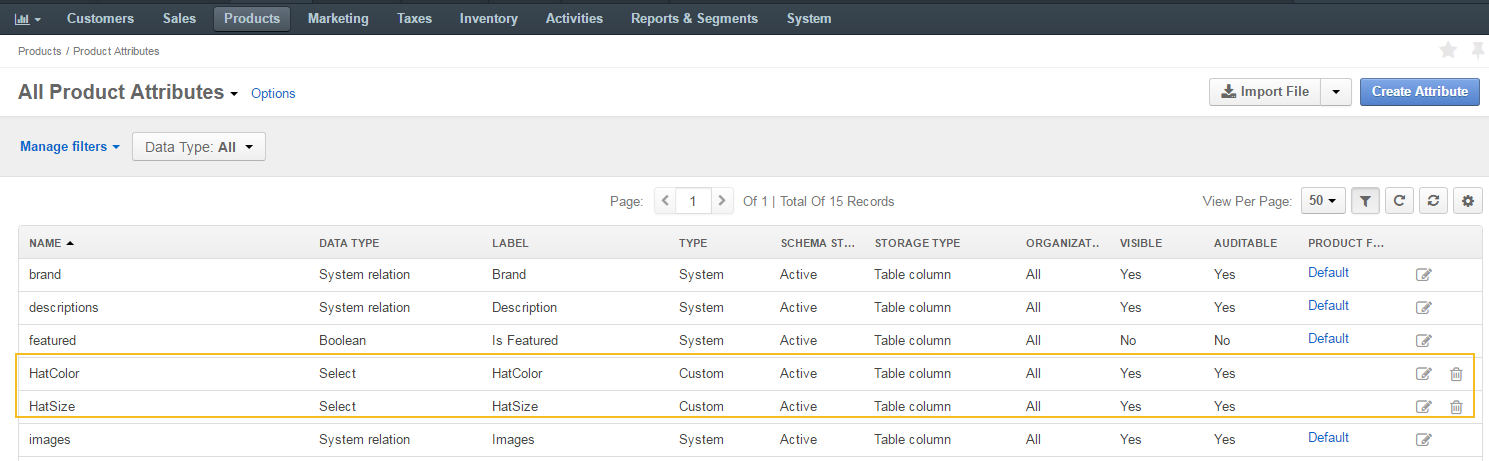 Customers Sales Products Marketing Taxes Inventory Activities Reports & Segments System
Products / Product Attributes
All Product Attributes Options Import File Create Attribute
Manage filters Data Type: All
Page: 1 Of 1 | Total Of 15 Records View Per Page: 50
NAME DATA TYPE LABEL TYPE SCHEMA ST... STORAGE TYPE ORGANIZAT.. VISIBLE AUDITABLE PRODUCT F...
brand System relation Brand System Active Table column All Yes Yes Default
descriptions System relation Description System Active Table column All Yes Yes Default
featured Boolean Is Featured System Active Table column All No No Default
HatColor Select HatColor Custom Active Table column All Yes Yes
HatSize Select HatSize Custom Active Table column All Yes Yes
images System relation Images System Active Table column All Yes Yes Default